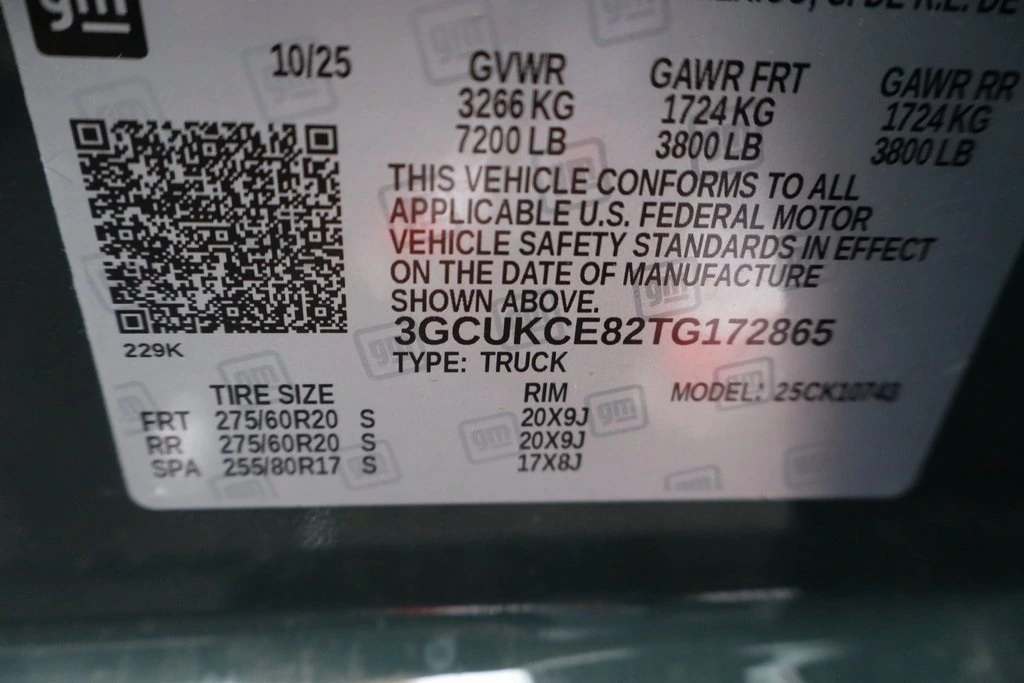 gm
S. DE R.L. DE
10/25
GVWR GAWR FRT GAWR RR
3266 KG 1724 KG 1724 KG
7200 LB 3800 LB 3800 LB
THIS VEHICLE CONFORMS TO ALL
APPLICABLE U.S. FEDERAL MOTOR
VEHICLE SAFETY STANDARDS IN EFFECT
ON THE DATE OF MANUFACTURE
SHOWN ABOVE.
3GCUKCE82TG172865
229K
TYPE: TRUCK
TIRE SIZE RIM MODEL: 25CK10743
FRT 275/60R20 S 20X9J
RR 275/60R20 S 20X9J
SPA 255/80R17 S 17X8J